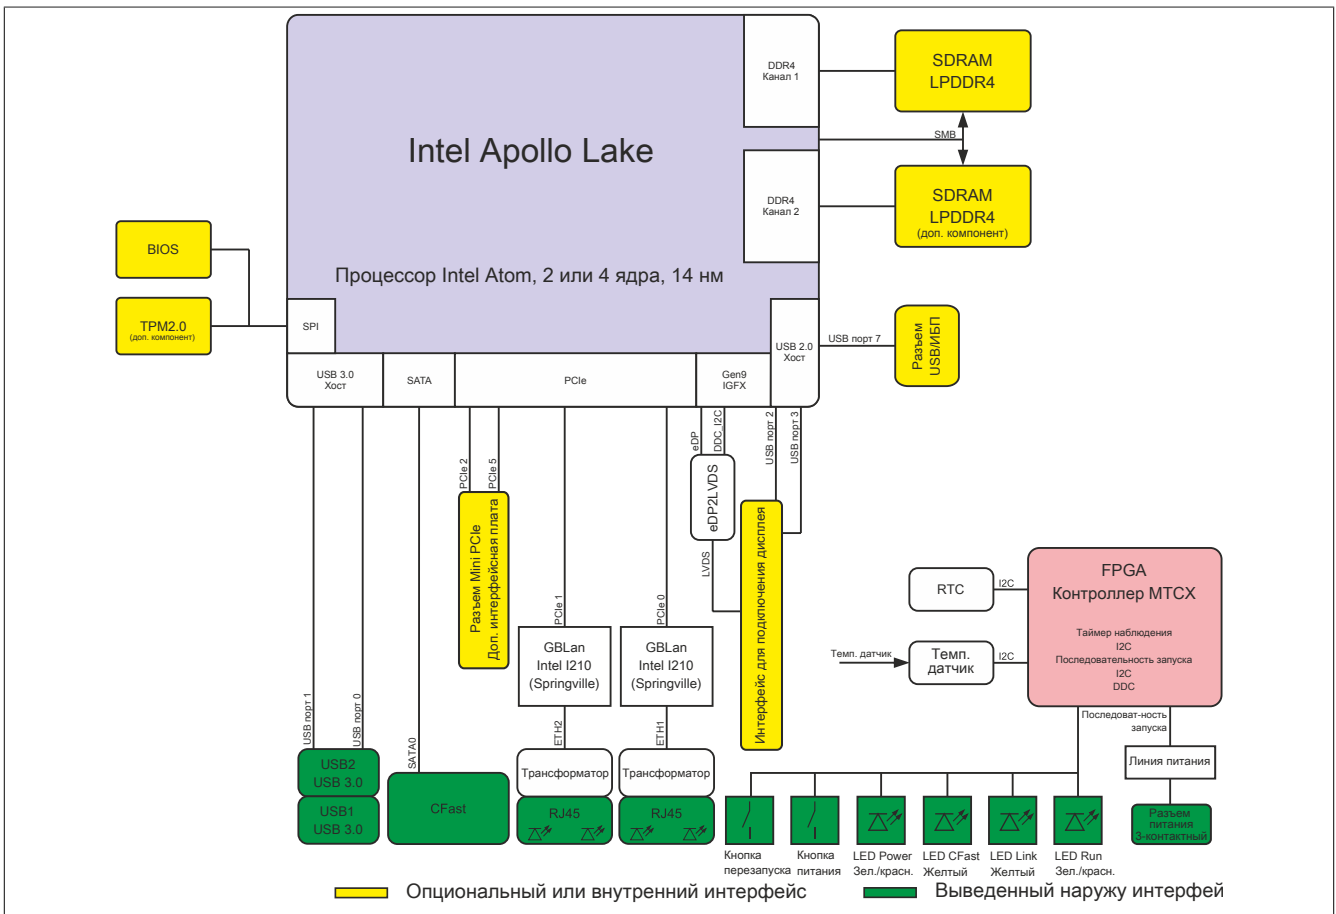 DDR4
Канал 1
SDRAM
LPDDR4
Intel Apollo Lake
SMB
DDR4
Канал 2
SDRAM
LPDDR4
(доп. компонент)
BIOS
Процессор Intel Atom, 2 или 4 ядра, 14 нм
TPM2.0
(доп. компонент)
SPI
USB 2.0
Хост
USB порт 7
Разъем
USB/ИБП
USB 3.0
Хост
SATA
PCIe
Gen9
IGFX
eDP
DDC_I2C
USB порт 2
USB порт 3
PCIe 2
PCIe 5
eDP2LVDS
Разъем Mini PCIe
Доп. интерфейсная плата
LVDS
Интерфейс для подключения дисплея
PCIe 1
PCIe 0
GBLan
Intel I210
(Springville)
GBLan
Intel I210
(Springville)
RTC
I2C
FPGA
Контроллер MTCX
Таймер наблюдения
I2C
Последовательность запуска
I2C
DDC
Темп. датчик
Темп.
датчик
I2C
Последоват-ность
запуска
USB порт 1
USB порт 0
SATA0
ETH2
ETH1
Линия питания
USB2
USB 3.0
USB1
USB 3.0
CFast
Трансформатор
Трансформатор
RJ45
RJ45
Разъем
питания
3-контактный
Кнопка
перезапуска
Кнопка
питания
LED Power
Зел./красн.
LED CFast
Желтый
LED Link
Желтый
LED Run
Зел./красн.
Опциональный или внутренний интерфейс
Выведенный наружу интерфей